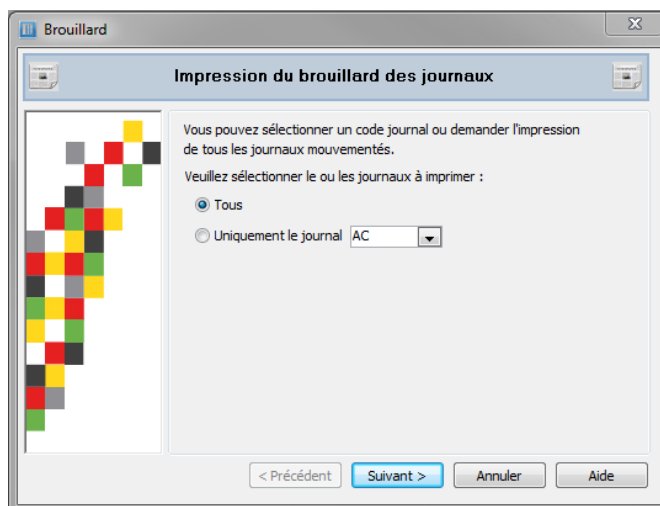 Brouillard
Impression du brouillard des journaux
Vous pouvez sélectionner un code journal ou demander l'impression
de tous les journaux mouvementés.
Veuillez sélectionner le ou les journaux à imprimer :
Tous
Uniquement le journal AC
< Précédent Suivant > Annuler Aide